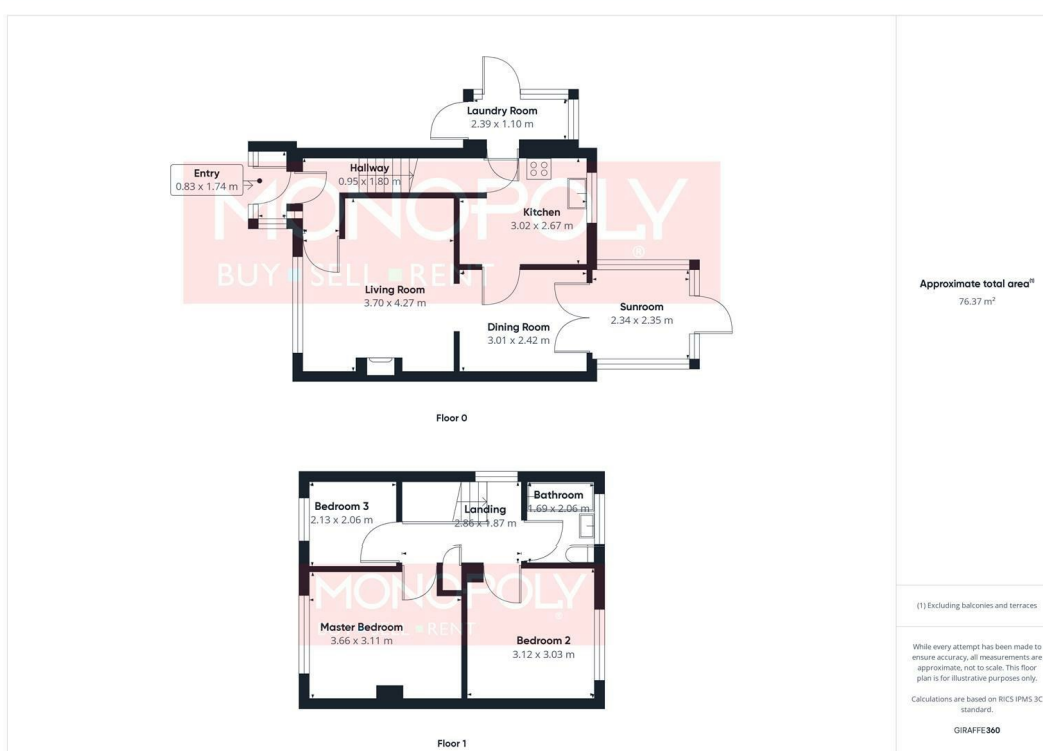 Laundry Room
2.39 x 1.10 m
Entry
0.83 x 1.74 m
Hallway
0.95 x 1.80 m
Kitchen
3.02 x 2.67 m
MONOPOLY
®
BUY SELL RENT
Living Room
3.70 x 4.27 m
Sunroom
2.34 x 2.35 m
Dining Room
3.01 x 2.42 m
Floor 0
Approximate total area⁽¹⁾
76.37 m²
Bedroom 3
2.13 x 2.06 m
Landing
2.86 x 1.87 m
Bathroom
1.69 x 2.06 m
MONOPOLY
®
BUY SELL RENT
Master Bedroom
3.66 x 3.11 m
Bedroom 2
3.12 x 3.03 m
Floor 1
(1) Excluding balconies and terraces
While every attempt has been made to
ensure accuracy, all measurements are
approximate, not to scale. This floor
plan is for illustrative purposes only.
Calculations are based on RICS IPMS 3C
standard.
GIRAFFE360